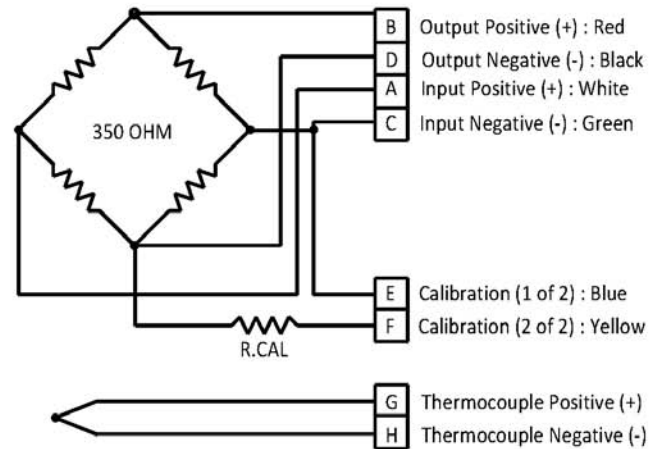 B Output Positive (+) : Red
D Output Negative (-) : Black
A Input Positive (+) : White
C Input Negative (-) : Green
350 OHM
E Calibration (1 of 2) : Blue
F Calibration (2 of 2) : Yellow
R.CAL
G Thermocouple Positive (+)
H Thermocouple Negative (-)